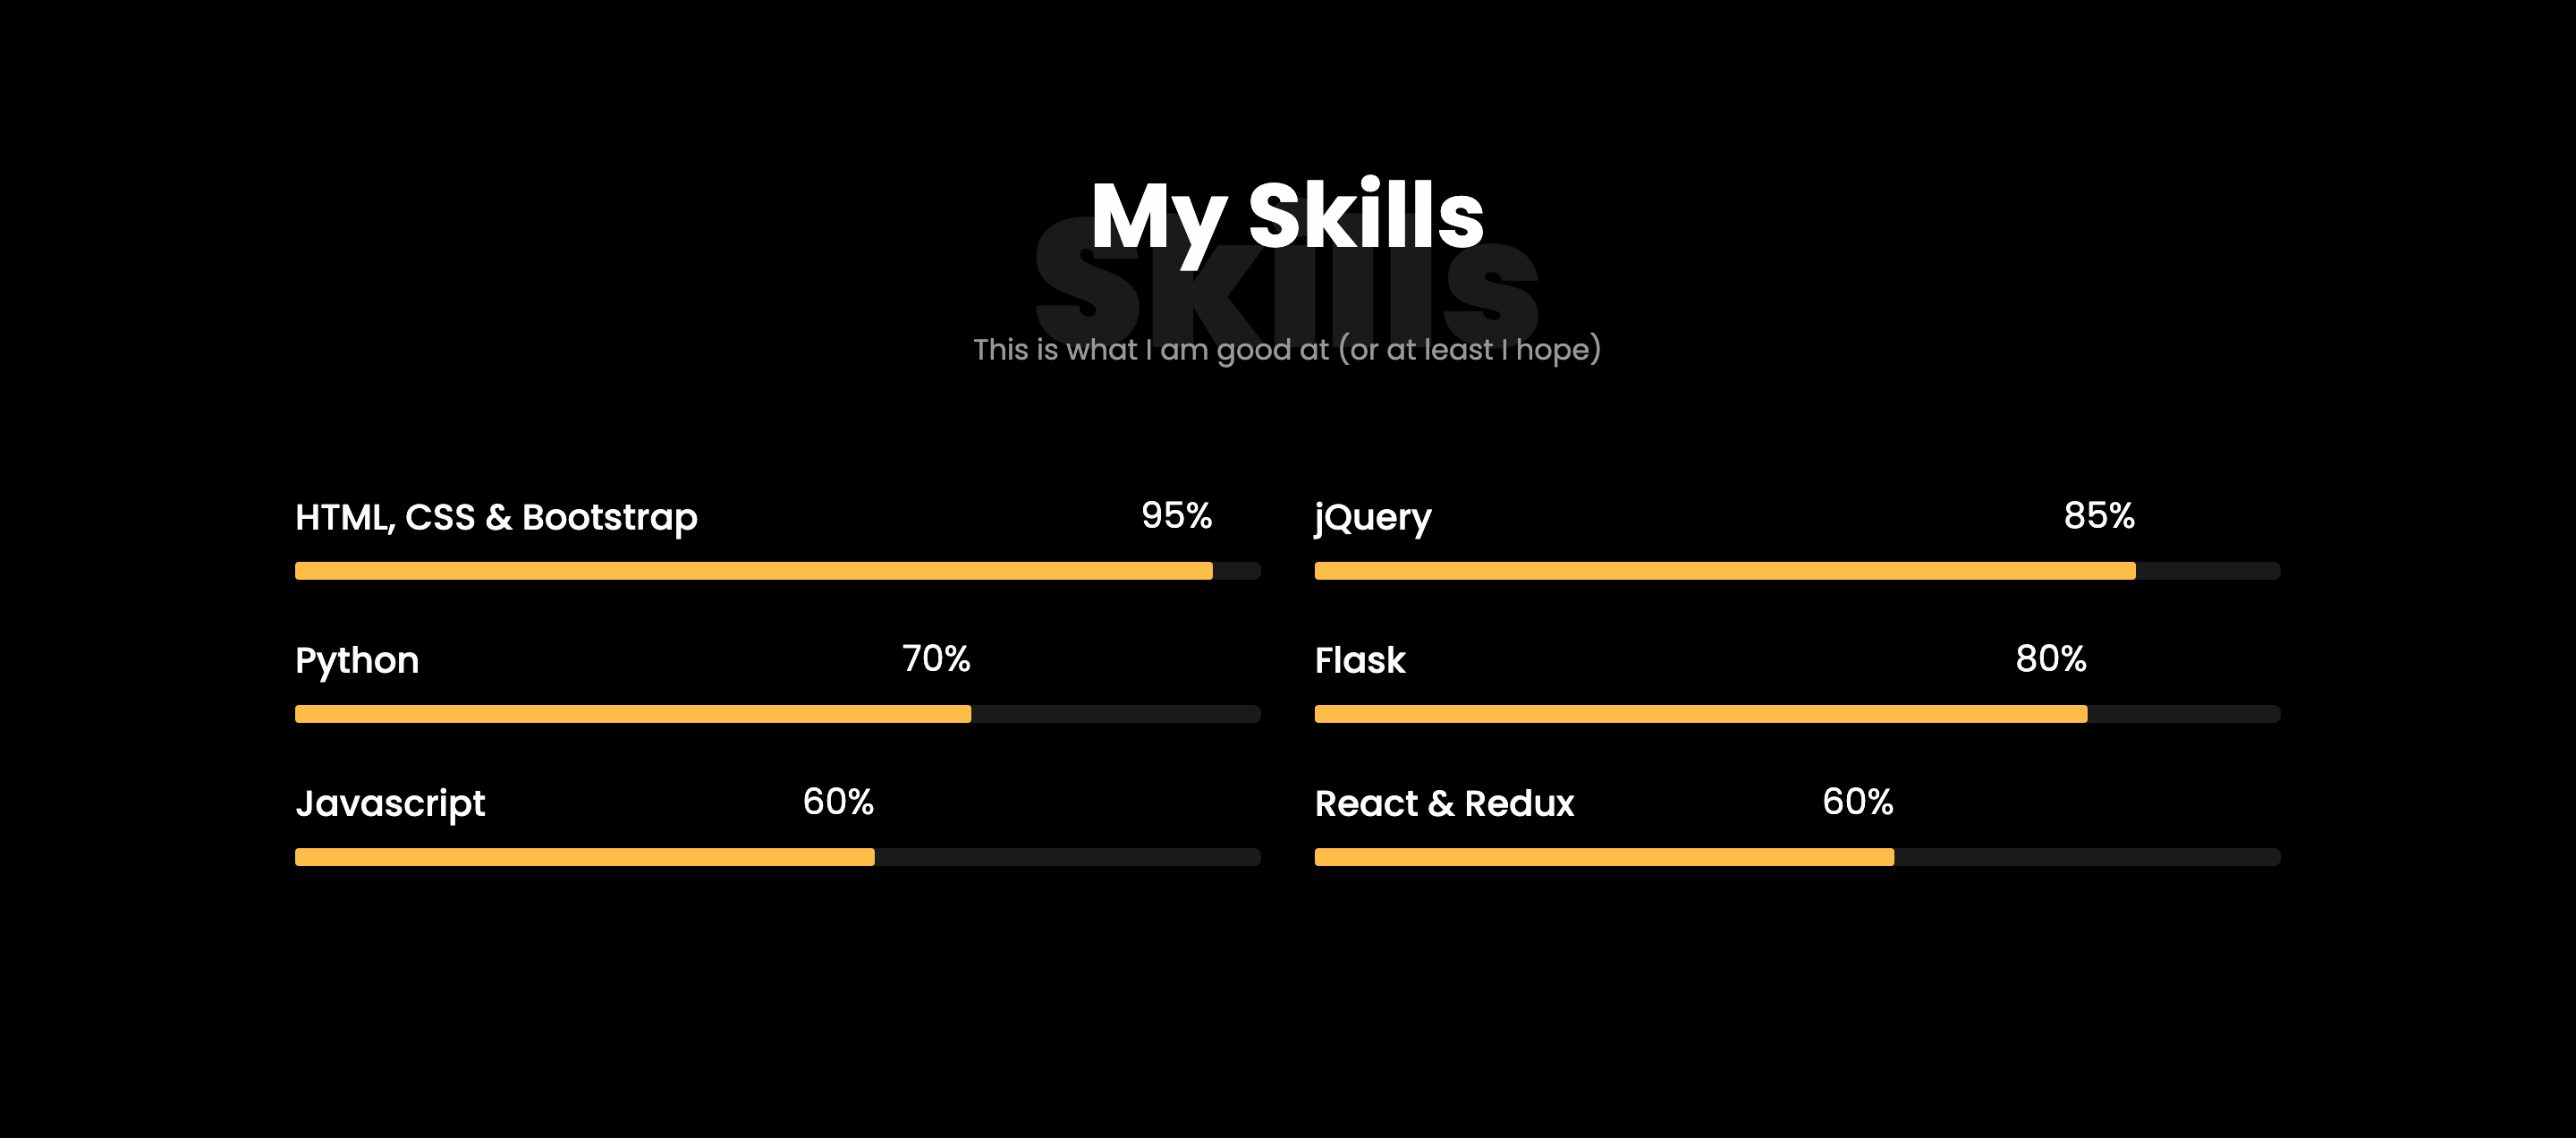 My Skills
Skills
This is what I am good at (or at least I hope)
HTML, CSS & Bootstrap 95%
jQuery 85%
Python 70%
Flask 80%
Javascript 60%
React & Redux 60%